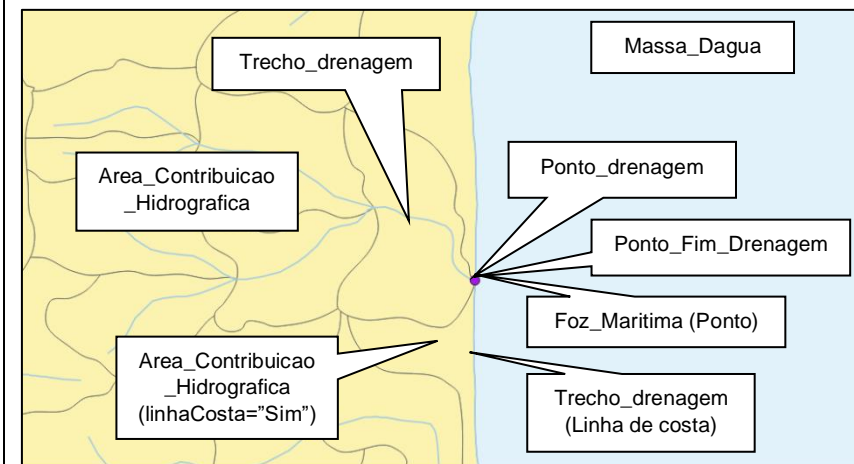 Massa_Dagua
Trecho_drenagem
Area_Contribuicao
_Hidrografica
Ponto_drenagem
Ponto_Fim_Drenagem
Foz_Maritima (Ponto)
Area_Contribuicao
_Hidrografica
(linhaCosta=”Sim”)
Trecho_drenagem
(Linha de costa)